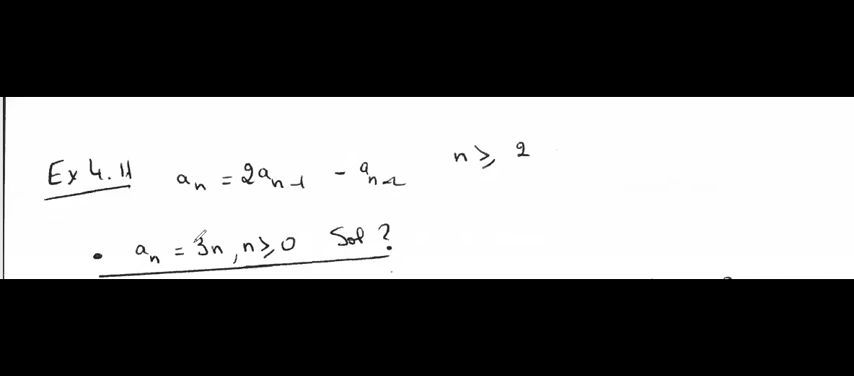 Ex 4.11 aₙ = 2aₙ₋₁ - aₙ₋₂ n ≥ 2
• aₙ = 3n, n ≥ 0 Sol ?